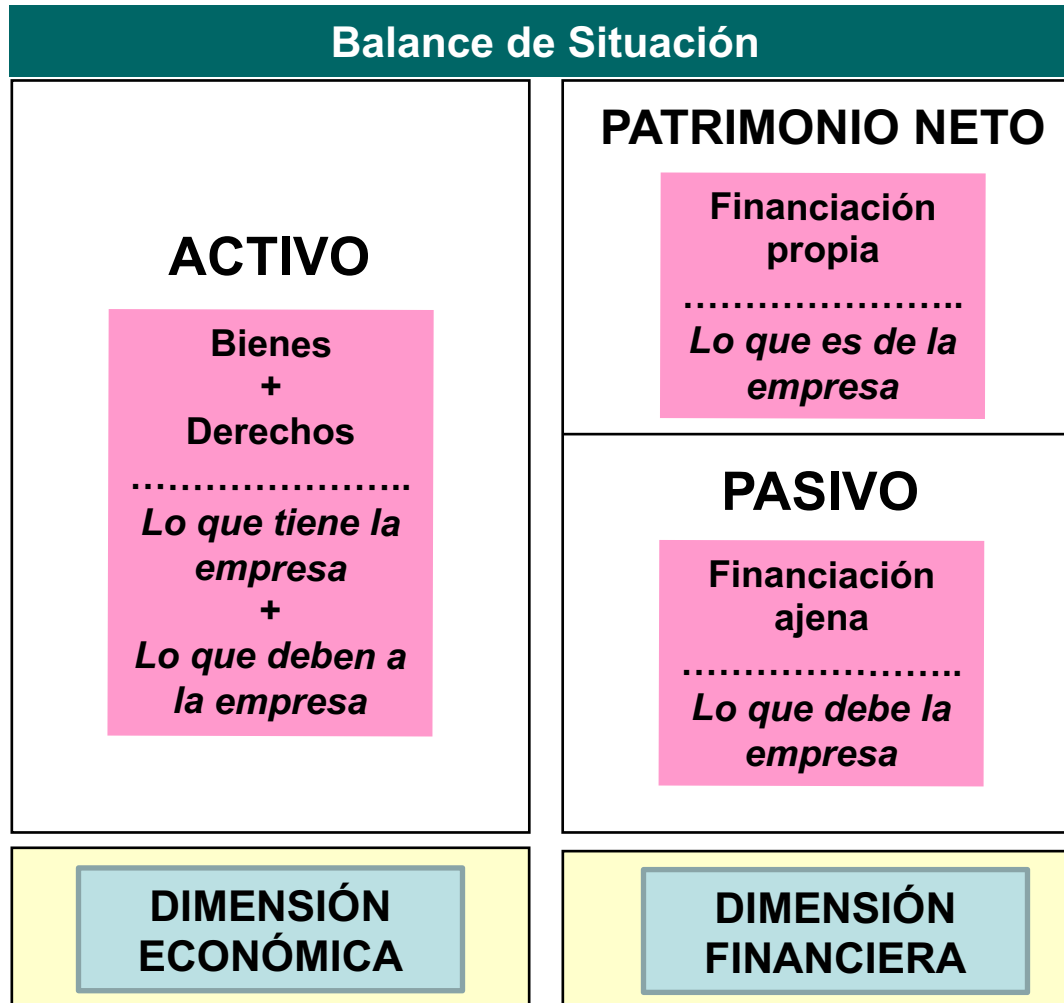 Balance de Situación
ACTIVO
Bienes
+
Derechos
…………………..
Lo que tiene la
empresa
+
Lo que deben a
la empresa
PATRIMONIO NETO
Financiación
propia
…………………..
Lo que es de la
empresa
PASIVO
Financiación
ajena
…………………..
Lo que debe la
empresa
DIMENSIÓN
ECONÓMICA
DIMENSIÓN
FINANCIERA